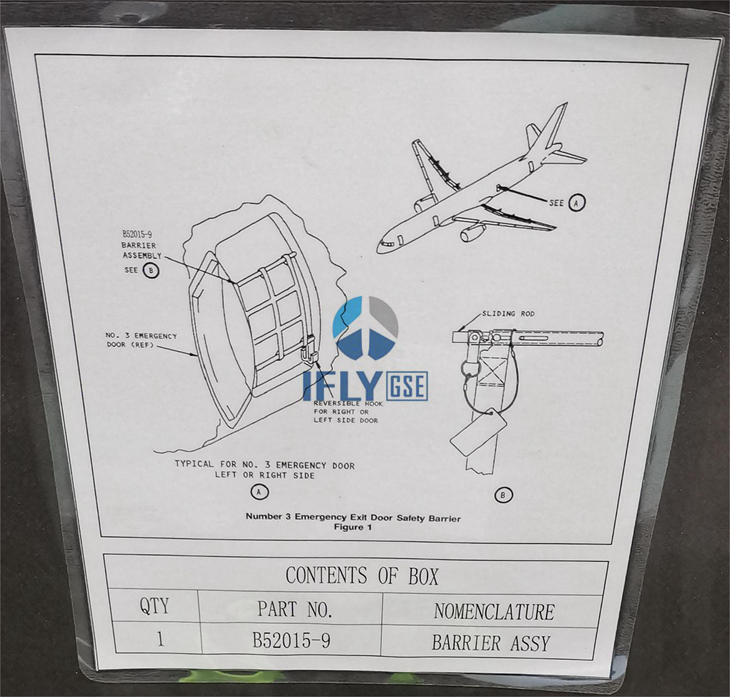 SEE A
B52015-9
BARRIER
ASSEMBLY
SEE B
NO. 3 EMERGENCY
DOOR (REF)
SLIDING ROD
IFLY GSE
REVERSIBLE HOOK
FOR RIGHT OR
LEFT SIDE DOOR
TYPICAL FOR NO. 3 EMERGENCY DOOR
LEFT OR RIGHT SIDE
A
B
Number 3 Emergency Exit Door Safety Barrier
Figure 1
CONTENTS OF BOX
QTY PART NO. NOMENCLATURE
1 B52015-9 BARRIER ASSY